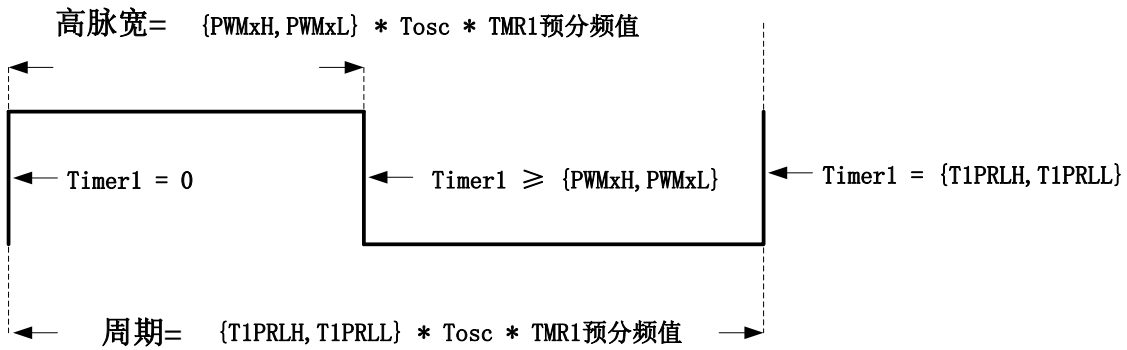 高脉宽= {PWMxH,PWMxL} * Tosc * TMR1预分频值
Timer1 = 0
Timer1 ≥ {PWMxH,PWMxL}
Timer1 = {T1PRLH,T1PRLL}
周期= {T1PRLH,T1PRLL} * Tosc * TMR1预分频值